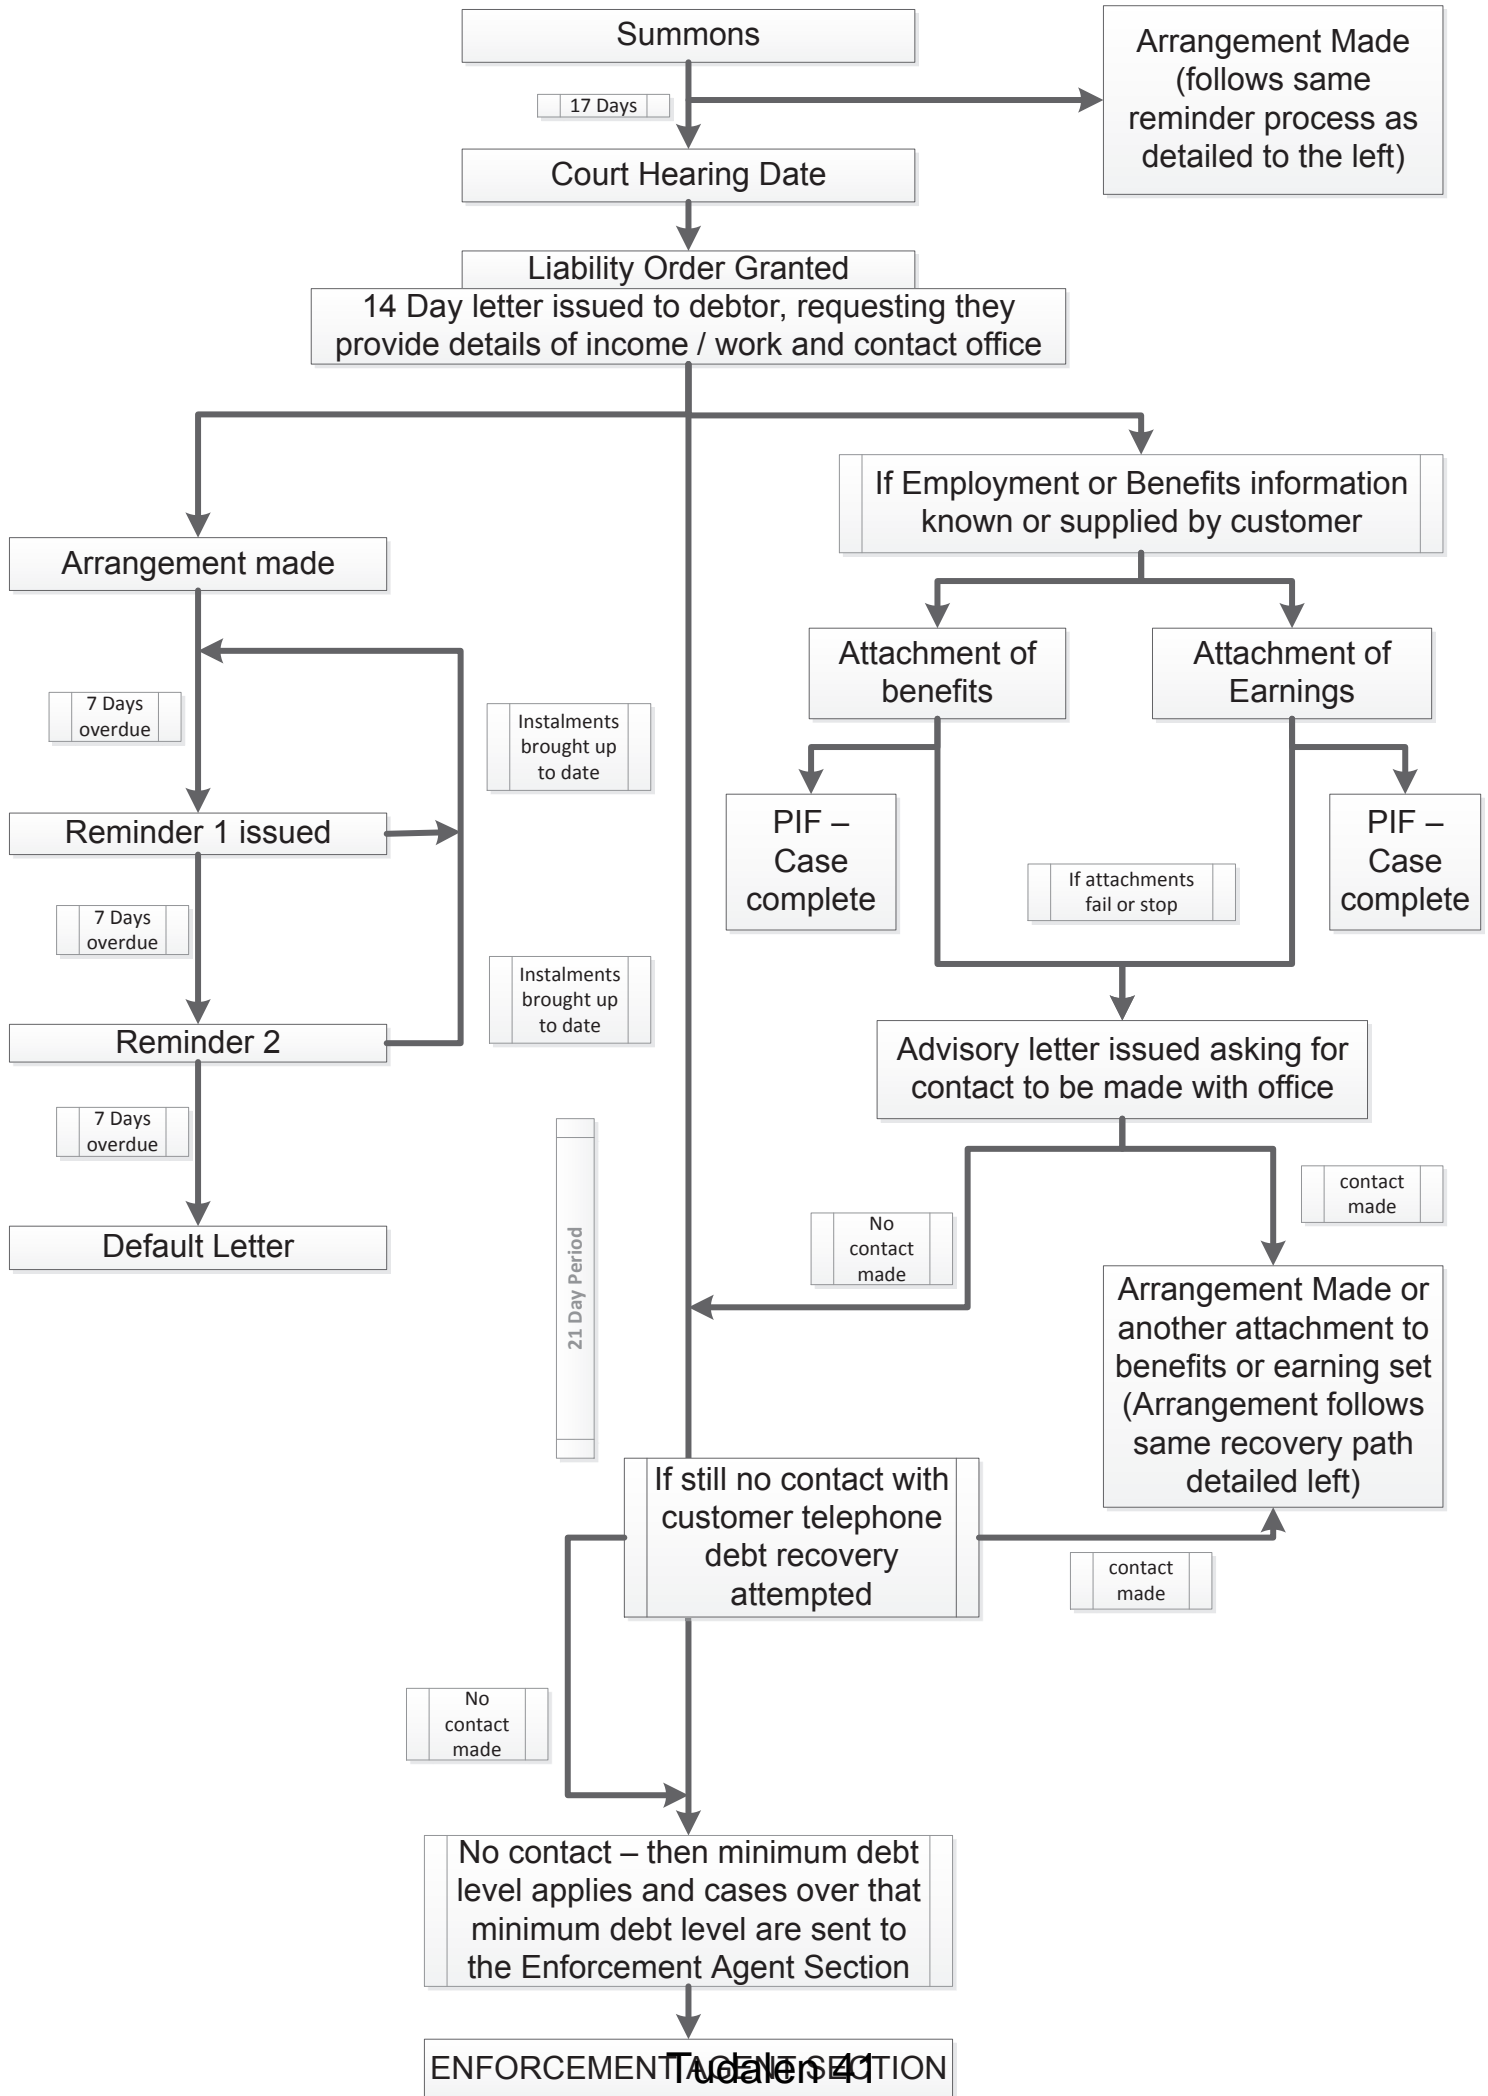 Summons
Arrangement Made
(follows same
reminder process as
detailed to the left)
17 Days
Court Hearing Date
Liability Order Granted
14 Day letter issued to debtor, requesting they
provide details of income / work and contact office
If Employment or Benefits information
known or supplied by customer
Arrangement made
Attachment of
benefits
Attachment of
Earnings
7 Days
overdue
Instalments
brought up
to date
Reminder 1 issued
PIF –
Case
complete
If attachments
fail or stop
PIF –
Case
complete
7 Days
overdue
Instalments
brought up
to date
Reminder 2
Advisory letter issued asking for
contact to be made with office
7 Days
overdue
Default Letter
21 Day Period
No
contact
made
contact
made
Arrangement Made or
another attachment to
benefits or earning set
(Arrangement follows
same recovery path
detailed left)
If still no contact with
customer telephone
debt recovery
attempted
contact
made
No
contact
made
No contact – then minimum debt
level applies and cases over that
minimum debt level are sent to
the Enforcement Agent Section
ENFORCEMENT AGENT SECTION
Tudalen 41